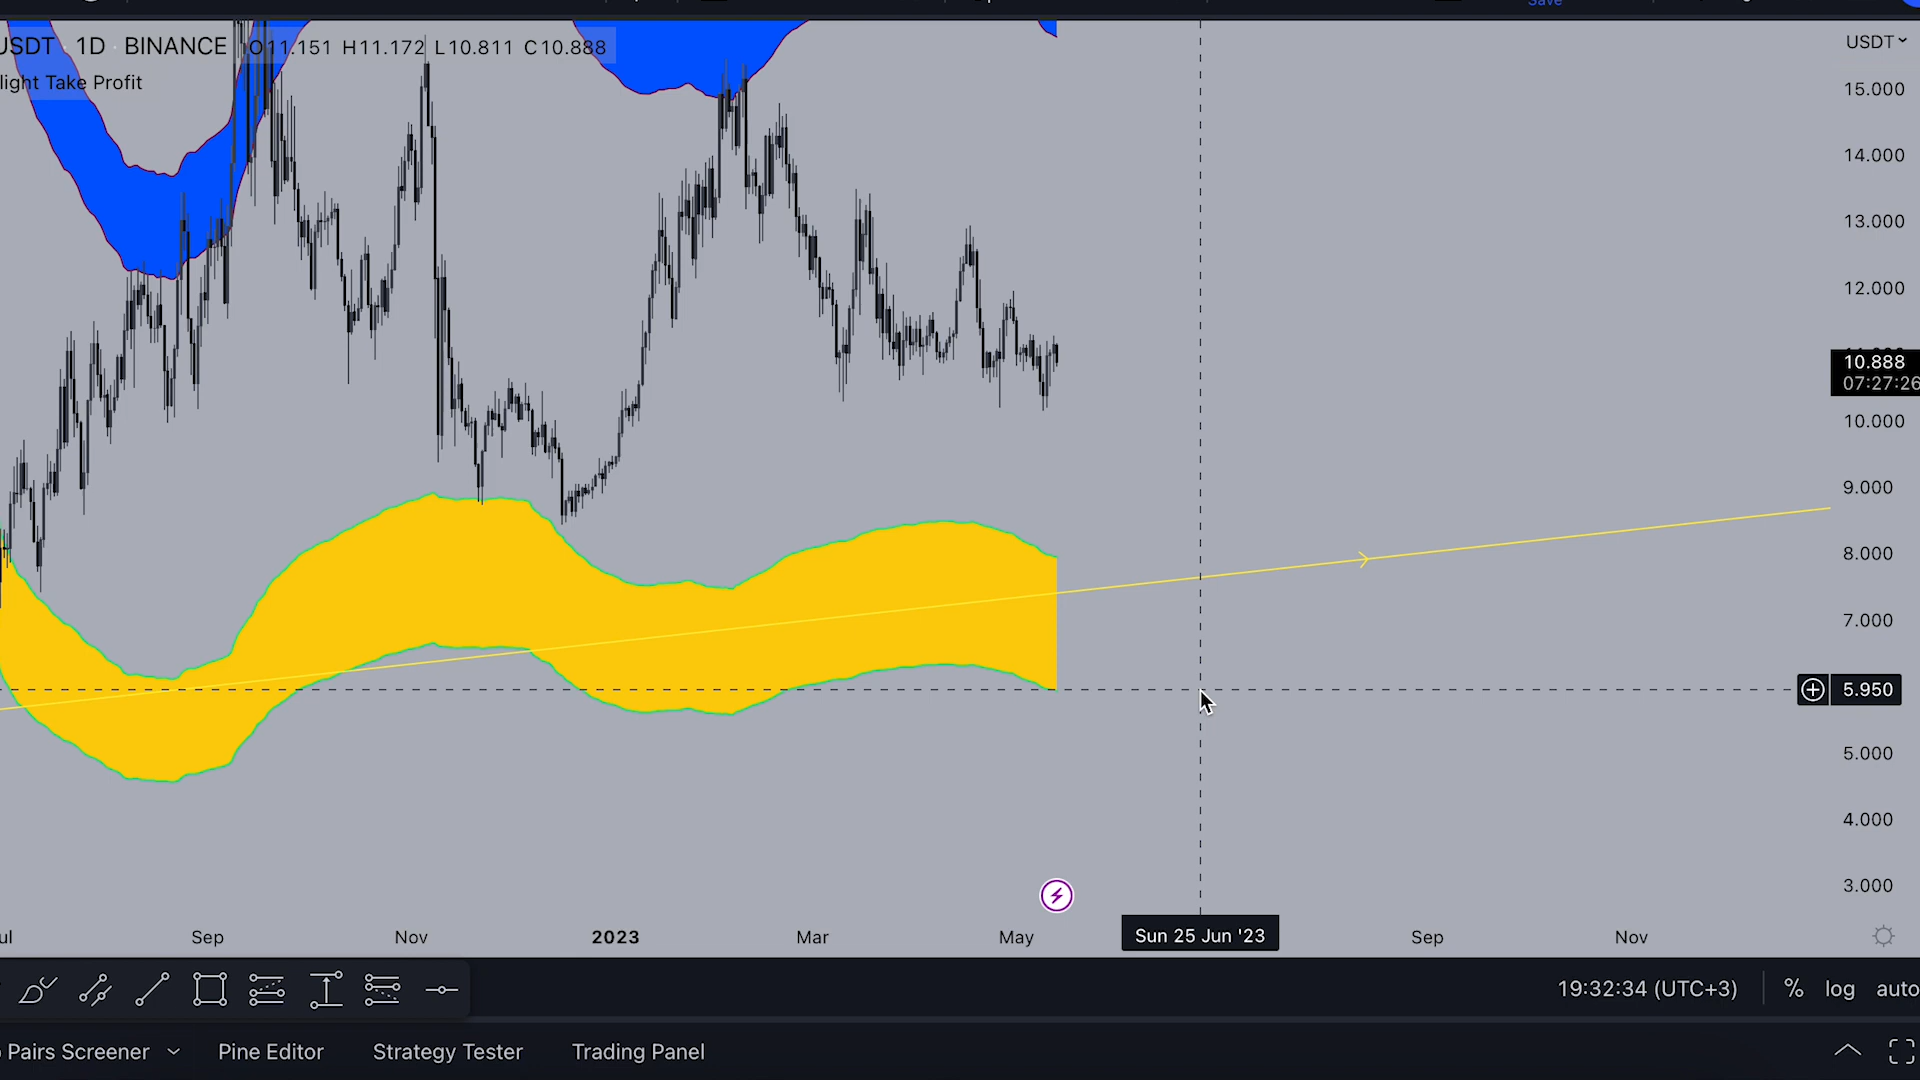 Save
USDT · 1D · BINANCE O11.151 H11.172 L10.811 C10.888
light Take Profit
USDT
15.000
14.000
13.000
12.000
10.888
07:27:26
10.000
9.000
8.000
7.000
5.950
5.000
4.000
3.000
ul Sep Nov 2023 Mar May Sun 25 Jun '23 Sep Nov
19:32:34 (UTC+3) % log auto
Pairs Screener Pine Editor Strategy Tester Trading Panel